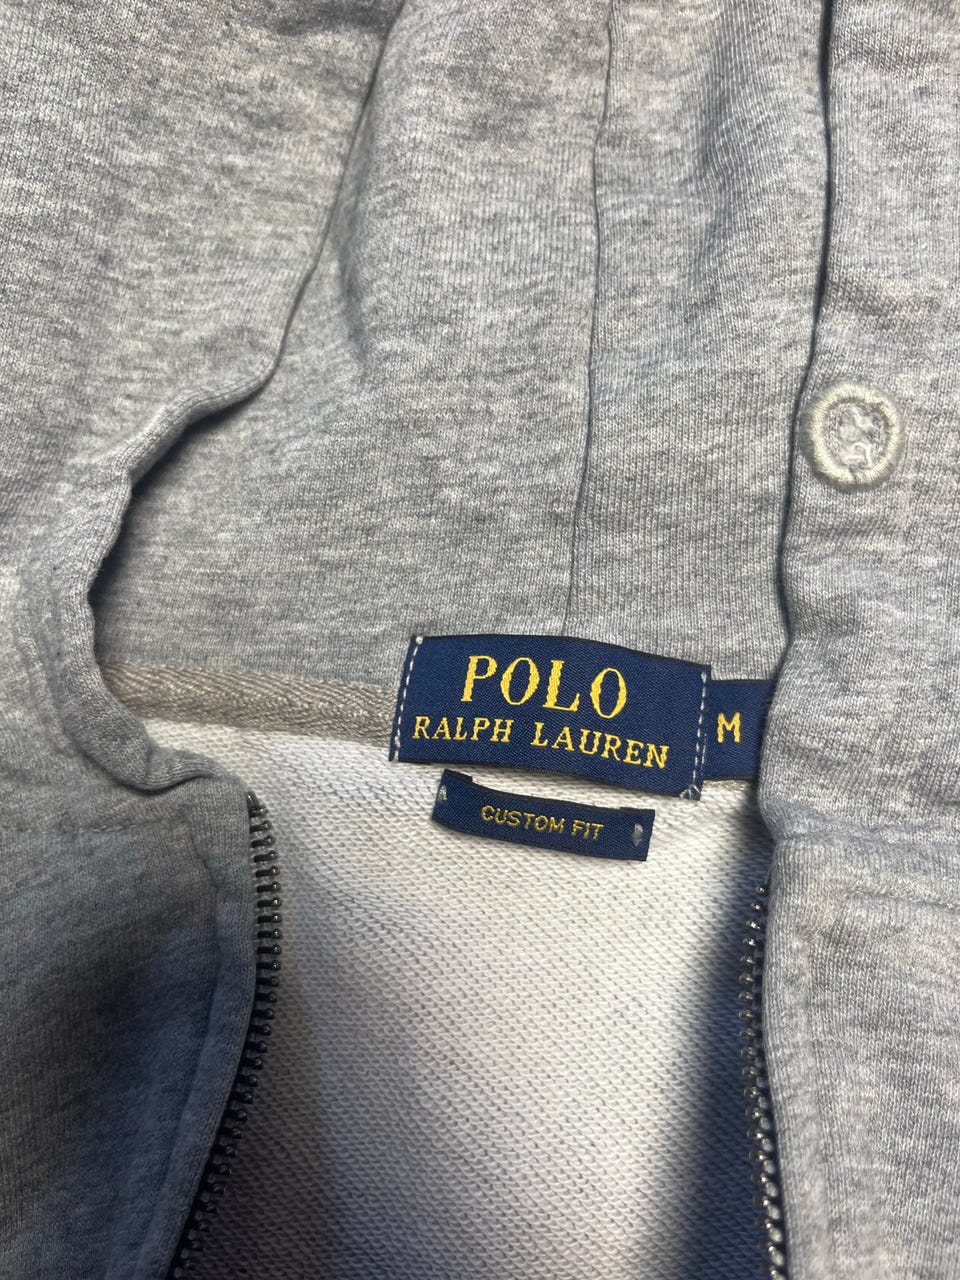 POLO
RALPH LAUREN
M
CUSTOM FIT